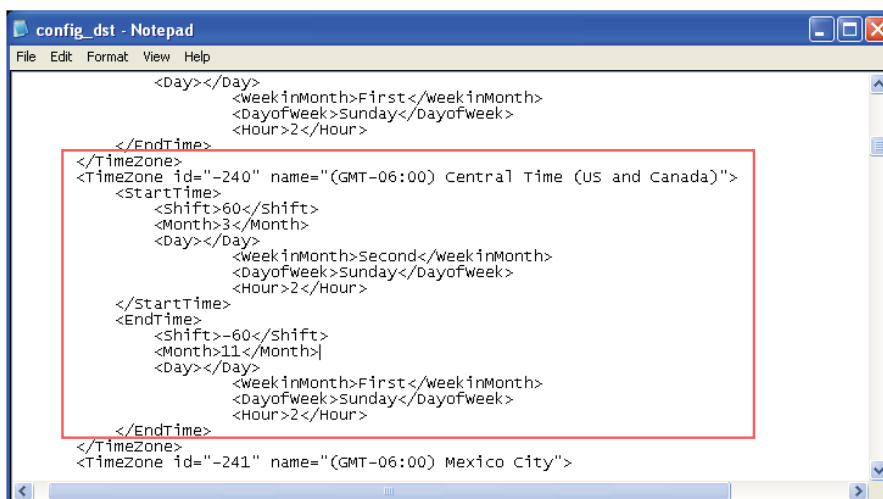 config_dst - Notepad
File Edit Format View Help
<Day></Day>
<WeekinMonth>First</WeekinMonth>
<DayofWeek>Sunday</DayofWeek>
<Hour>2</Hour>
</EndTime>
</TimeZone>
<TimeZone id="-240" name="(GMT-06:00) Central Time (US and Canada)">
<StartTime>
<Shift>60</Shift>
<Month>3</Month>
<Day></Day>
<WeekinMonth>Second</WeekinMonth>
<DayofWeek>Sunday</DayofWeek>
<Hour>2</Hour>
</StartTime>
<EndTime>
<Shift>-60</Shift>
<Month>11</Month>
<Day></Day>
<WeekinMonth>First</WeekinMonth>
<DayofWeek>Sunday</DayofWeek>
<Hour>2</Hour>
</EndTime>
</TimeZone>
<TimeZone id="-241" name="(GMT-06:00) Mexico City">